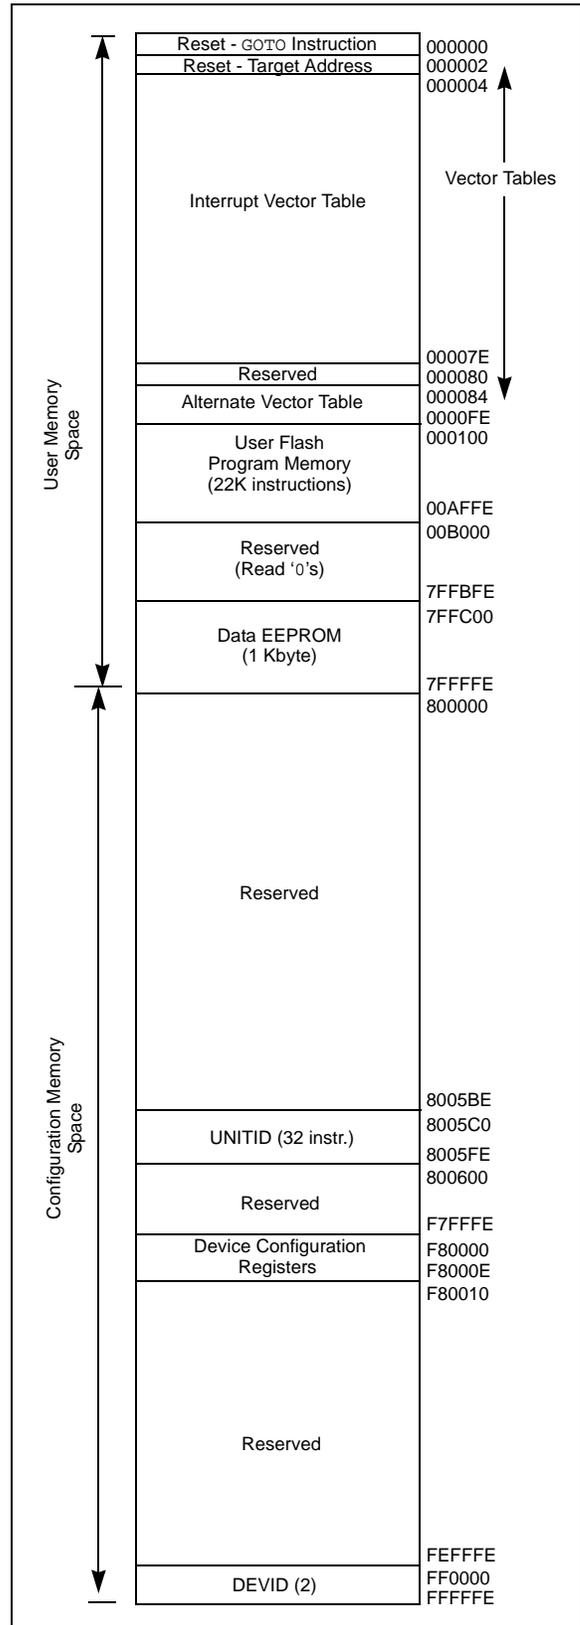 Reset - GOTO Instruction
000000
Reset - Target Address
000002
000004
Interrupt Vector Table
Vector Tables
00007E
Reserved
000080
Alternate Vector Table
000084
0000FE
User Flash
Program Memory
(22K instructions)
000100
00AFFE
Reserved
(Read ‘0’s)
00B000
7FFBFE
Data EEPROM
(1 Kbyte)
7FFC00
7FFFFE
User Memory
Space
800000
Reserved
8005BE
UNITID (32 instr.)
8005C0
8005FE
Reserved
800600
F7FFFE
Device Configuration
Registers
F80000
F8000E
F80010
Reserved
FEFFFE
DEVID (2)
FF0000
FFFFFE
Configuration Memory
Space